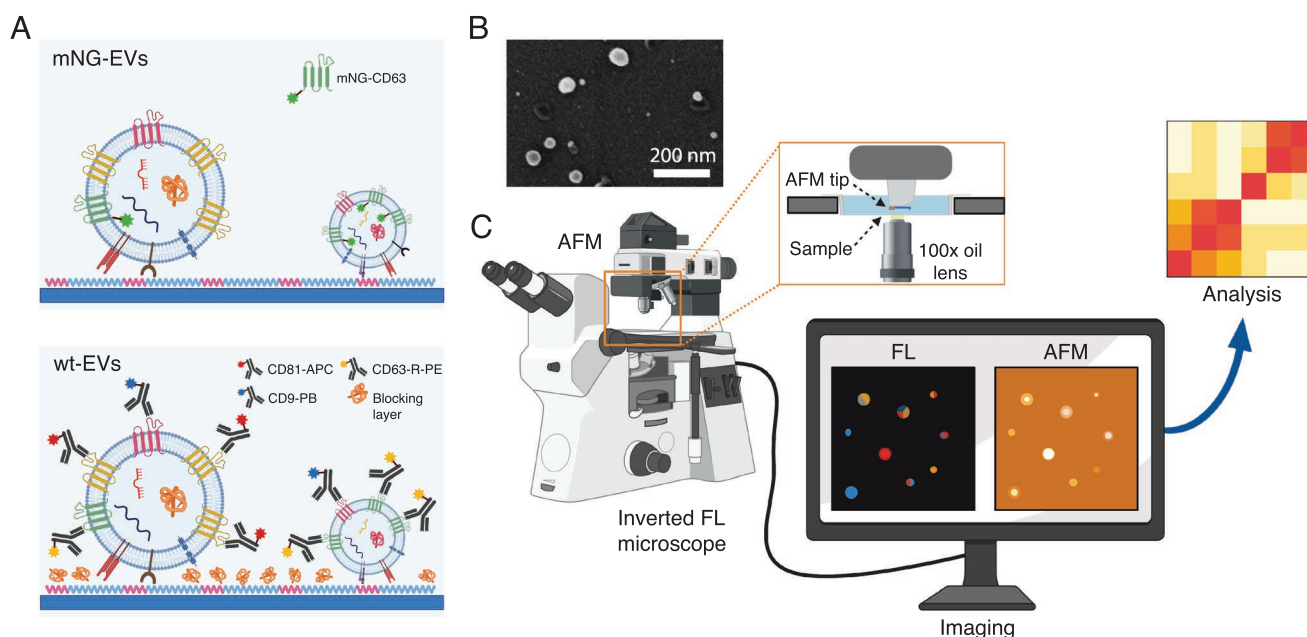 A
mNG-EVs
mNG-CD63
wt-EVs
CD81-APC
CD63-R-PE
CD9-PB
Blocking
layer
B
200 nm
C
AFM
AFM tip
Sample
100x oil
lens
Inverted FL
microscope
FL
AFM
Imaging
Analysis